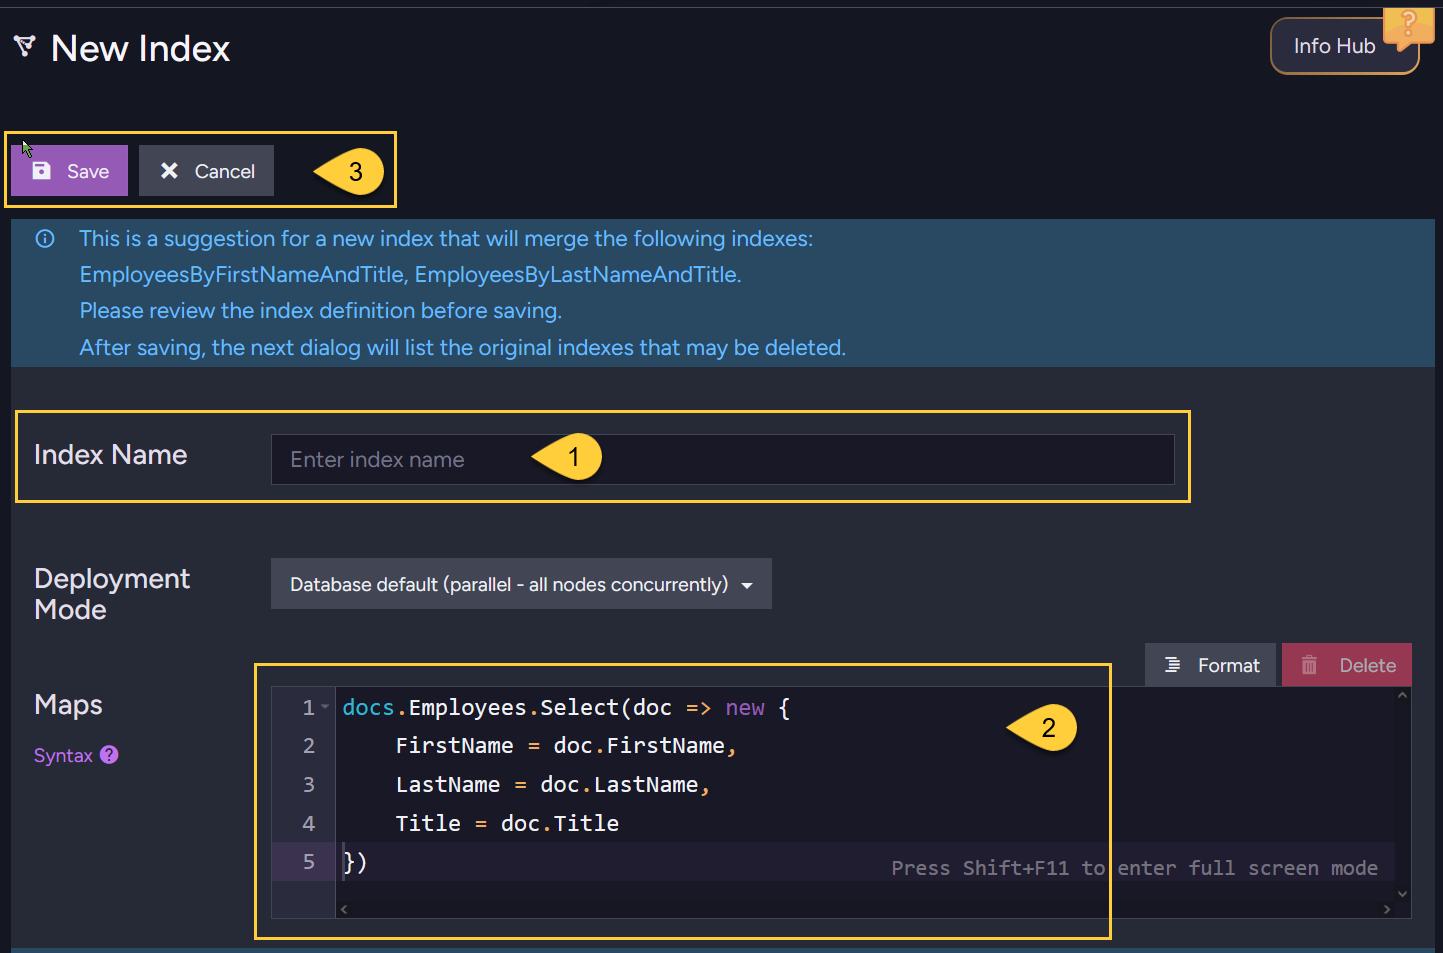 New Index
Info Hub
Save
Cancel
3
This is a suggestion for a new index that will merge the following indexes:
EmployeesByFirstNameAndTitle, EmployeesByLastNameAndTitle.
Please review the index definition before saving.
After saving, the next dialog will list the original indexes that may be deleted.
Index Name
Enter index name
1
Deployment
Mode
Database default (parallel - all nodes concurrently)
Format
Delete
Maps
Syntax ?
1 docs.Employees.Select(doc => new {
2     FirstName = doc.FirstName,
3     LastName = doc.LastName,
4     Title = doc.Title
5 })
2
Press Shift+F11 to enter full screen mode